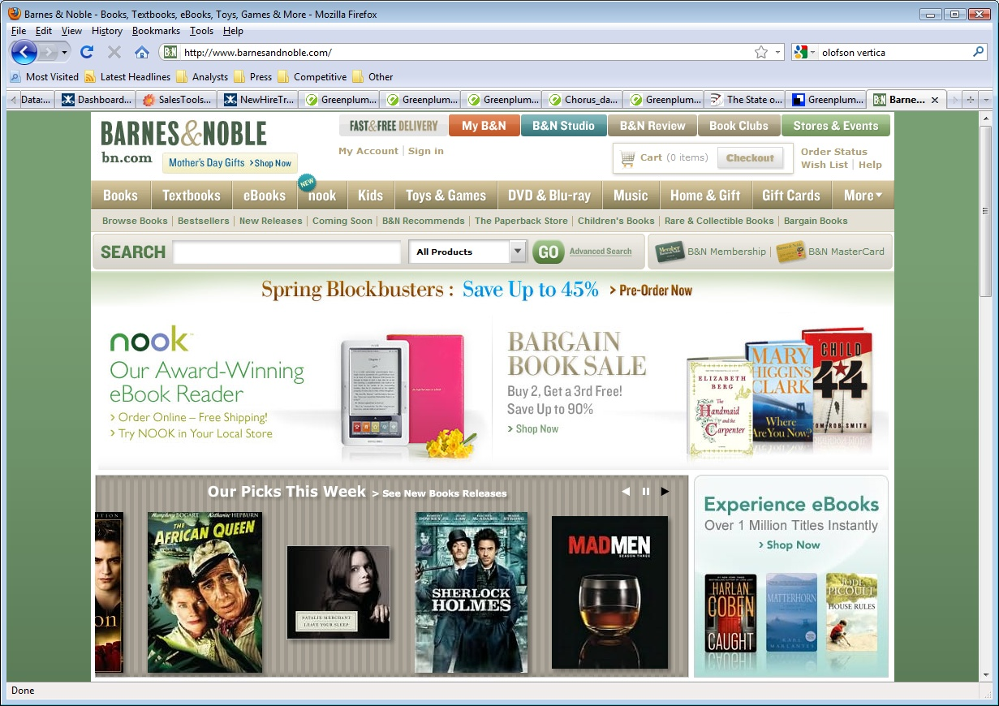 Barnes & Noble - Books, Textbooks, eBooks, Toys, Games & More - Mozilla Firefox
File Edit View History Bookmarks Tools Help
B&N http://www.barnesandnoble.com/ olofson vertica
Most Visited Latest Headlines Analysts Press Competitive Other
Data:... Dashboard... SalesTools... NewHireTr... Greenplum... Greenplum... Greenplum... Chorus_da... Greenplum... The State o... Greenplum... Barne...
BARNES&NOBLE
bn.com
Mother's Day Gifts > Shop Now
FAST&FREE DELIVERY My B&N B&N Studio B&N Review Book Clubs Stores & Events
My Account | Sign in
Cart (0 items) Checkout
Order Status
Wish List | Help
NEW
Books Textbooks eBooks nook Kids Toys & Games DVD & Blu-ray Music Home & Gift Gift Cards More
Browse Books | Bestsellers | New Releases | Coming Soon | B&N Recommends | The Paperback Store | Children's Books | Rare & Collectible Books | Bargain Books
SEARCH All Products GO Advanced Search B&N Membership | B&N MasterCard
Spring Blockbusters : Save Up to 45% > Pre-Order Now
nook™
Our Award-Winning
eBook Reader
> Order Online – Free Shipping!
> Try NOOK in Your Local Store
BARGAIN
BOOK SALE
Buy 2, Get a 3rd Free!
Save Up to 90%
> Shop Now
ELIZABETH
BERG
The
Handmaid
and the
Carpenter
MARY
HIGGINS
CLARK
Where
Are You Now?
CHILD
44
TOM ROB SMITH
Our Picks This Week > See New Books Releases
Humphrey BOGART Katharine HEPBURN
THE
AFRICAN QUEEN
NATALIE MERCHANT
LEAVE YOUR SLEEP
SHERLOCK
HOLMES
MADMEN
SEASON THREE
Experience eBooks
Over 1 Million Titles Instantly
> Shop Now
HARLAN
COBEN
CAUGHT
MATTERHORN
KARL
MARLANTES
JODI
PICOULT
HOUSE RULES
Done